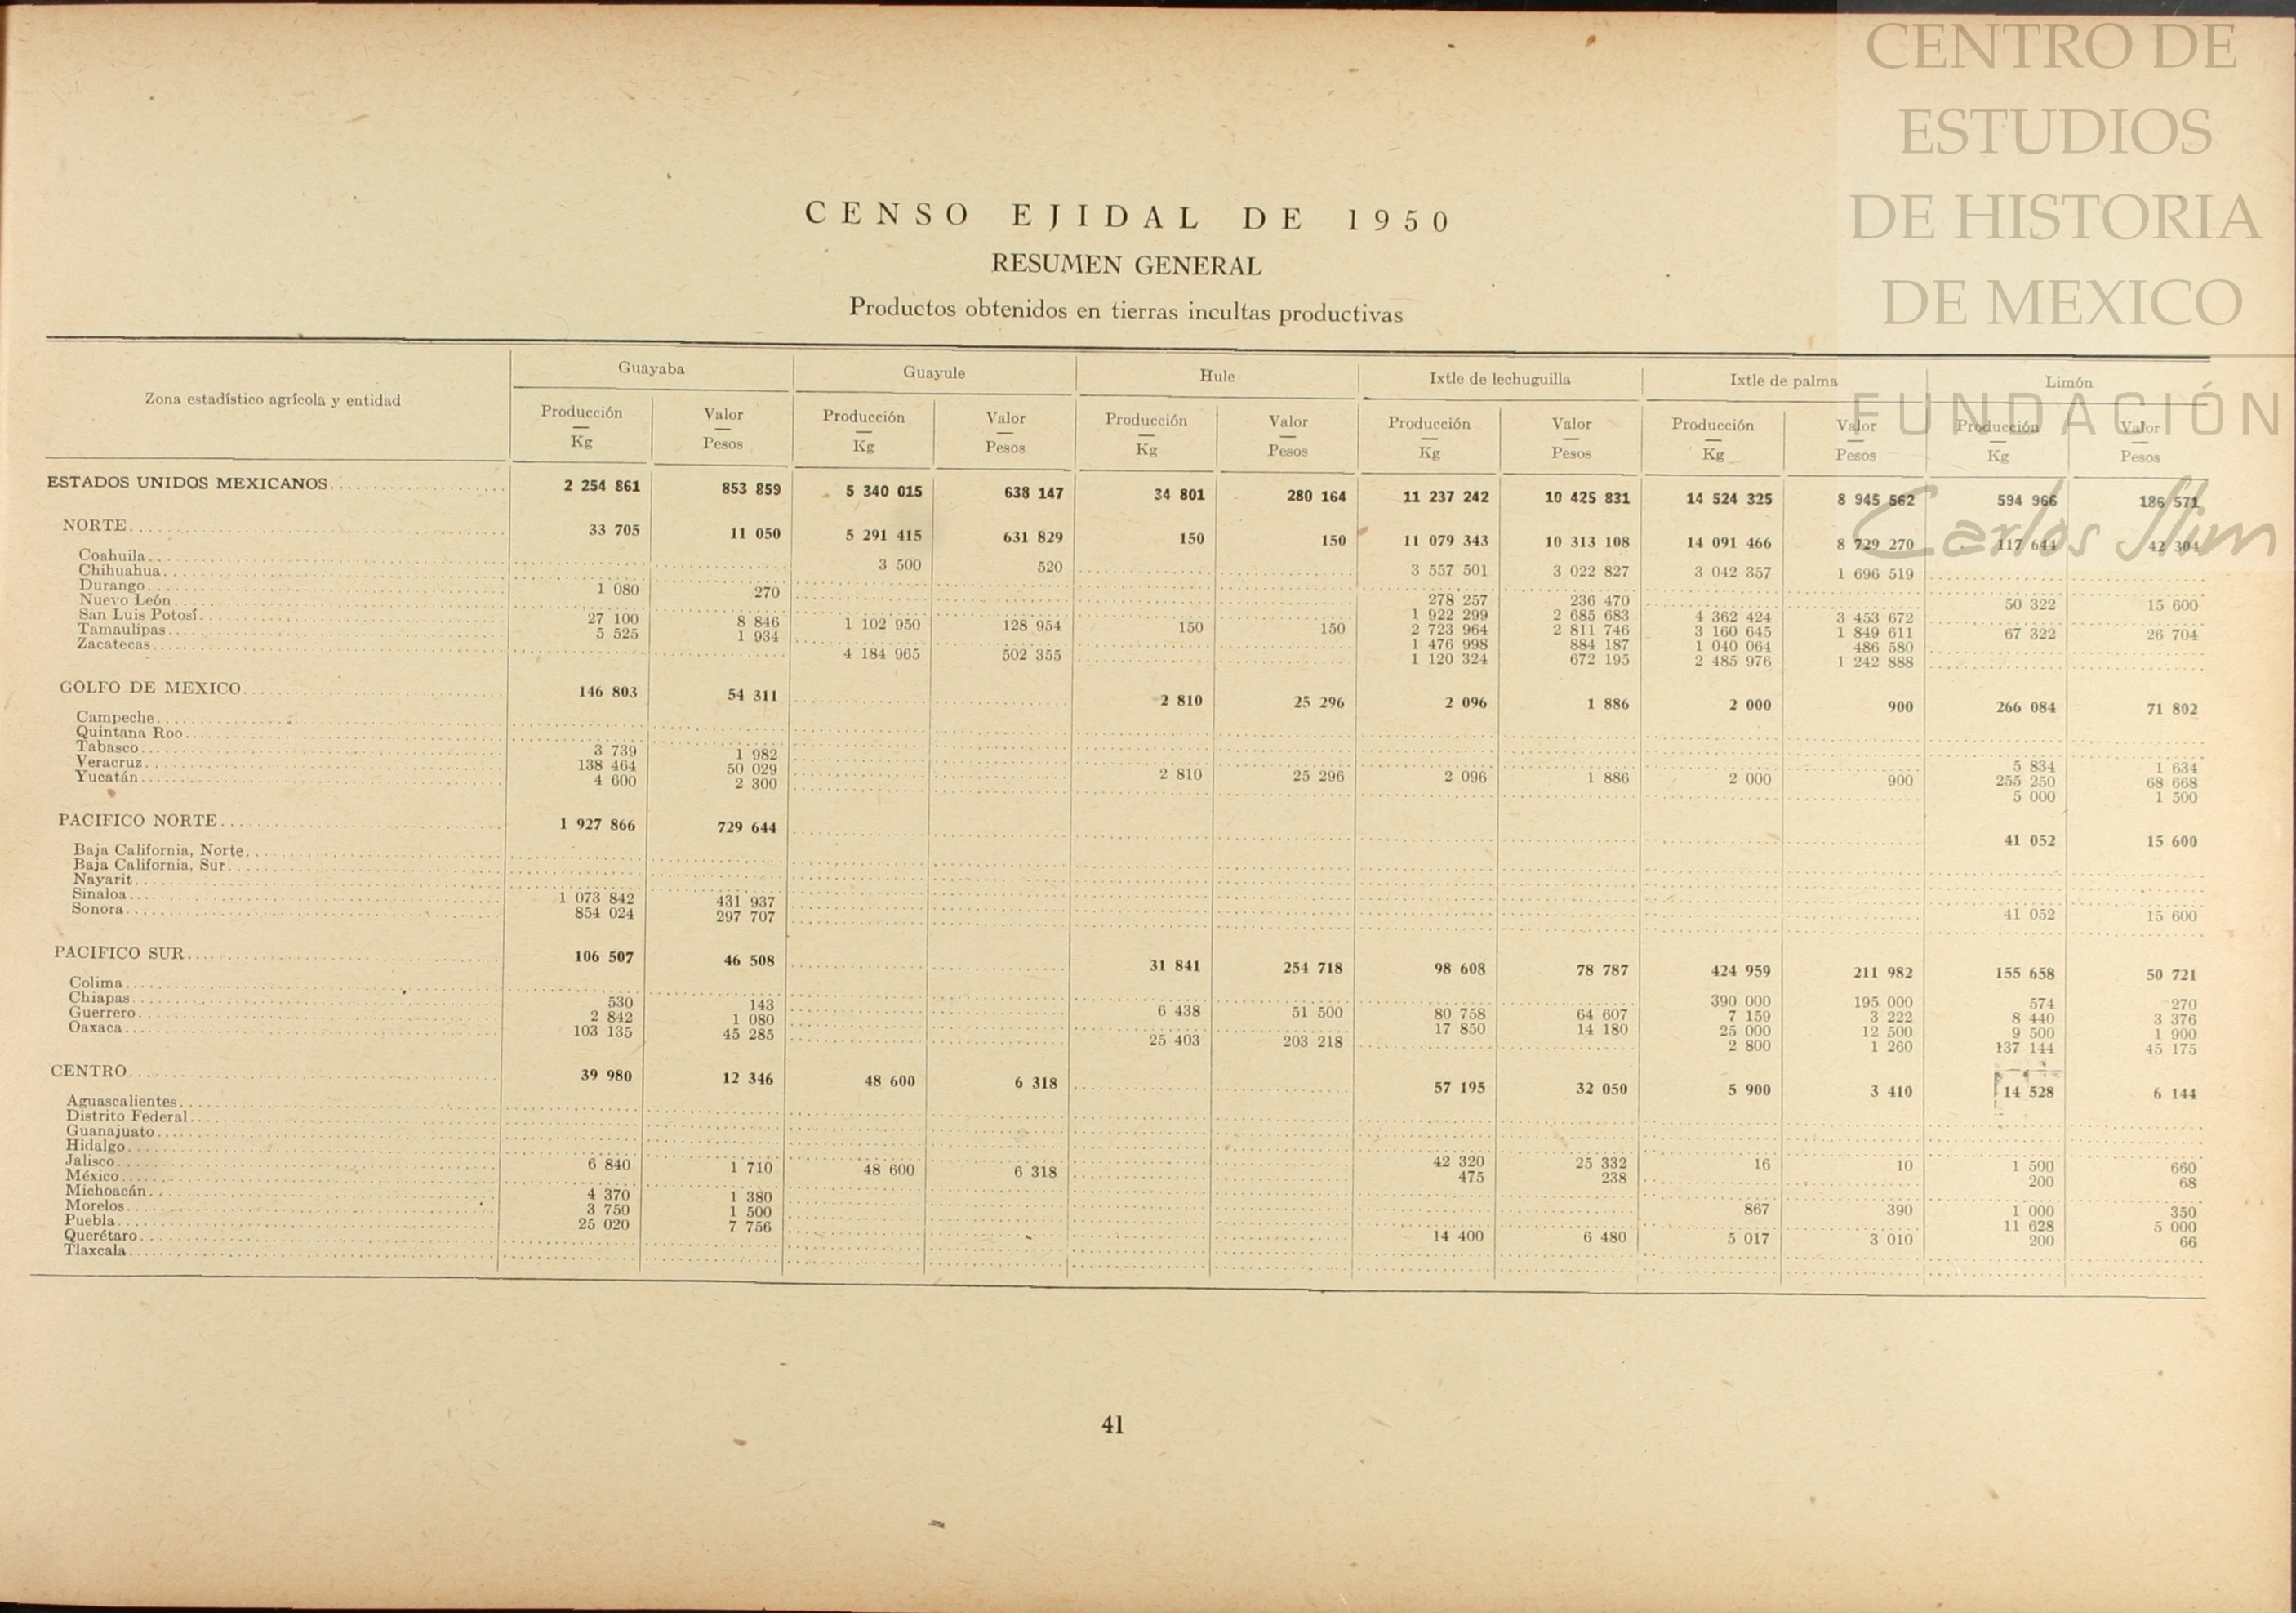 CENTRO DE
ESTUDIOS
DE HISTORIA
DE MEXICO
FUNDACIÓN
Carlos Slim
CENSO EJIDAL DE 1950
RESUMEN GENERAL
Productos obtenidos en tierras incultas productivas
Zona estadístico agrícola y entidad Guayaba Guayule Hule Ixtle de lechuguilla Ixtle de palma Limón
Producción Valor Producción Valor Producción Valor Producción Valor Producción Valor Producción Valor
Kg Pesos Kg Pesos Kg Pesos Kg Pesos Kg Pesos Kg Pesos
ESTADOS UNIDOS MEXICANOS 2 254 861 853 859 5 340 015 638 147 34 801 280 164 11 237 242 10 425 831 14 524 325 8 945 562 594 966 186 571
NORTE 33 705 11 050 5 291 415 631 829 150 150 11 079 343 10 313 108 14 091 466 8 729 270 117 644 42 304
Coahuila 3 500 520 3 557 501 3 022 827 3 042 357 1 696 519
Chihuahua
Durango 1 080 270 278 257 236 470 50 322 15 600
Nuevo León 1 922 299 2 685 683 4 362 424 3 453 672
San Luis Potosí 27 100 8 846 1 102 950 128 954 150 150 2 723 964 2 811 746 3 160 645 1 849 611 67 322 26 704
Tamaulipas 5 525 1 934 1 476 998 884 187 1 040 064 486 580
Zacatecas 4 184 965 502 355 1 120 324 672 195 2 485 976 1 242 888
GOLFO DE MEXICO 146 803 54 311 2 810 25 296 2 096 1 886 2 000 900 266 084 71 802
Campeche
Quintana Roo
Tabasco 3 739 1 982 5 834 1 634
Veracruz 138 464 50 029 2 810 25 296 2 096 1 886 2 000 900 255 250 68 668
Yucatán 4 600 2 300 5 000 1 500
PACIFICO NORTE 1 927 866 729 644 41 052 15 600
Baja California, Norte
Baja California, Sur
Nayarit
Sinaloa 1 073 842 431 937 41 052 15 600
Sonora 854 024 297 707
PACIFICO SUR 106 507 46 508 31 841 254 718 98 608 78 787 424 959 211 982 155 658 50 721
Colima 390 000 195 000 574 270
Chiapas 530 143 6 438 51 500 80 758 64 607 7 159 3 222 8 440 3 376
Guerrero 2 842 1 080 17 850 14 180 25 000 12 500 9 500 1 900
Oaxaca 103 135 45 285 25 403 203 218 2 800 1 260 137 144 45 175
CENTRO 39 980 12 346 48 600 6 318 57 195 32 050 5 900 3 410 14 528 6 144
Aguascalientes
Distrito Federal
Guanajuato
Hidalgo 42 320 25 332 16 10 1 500 660
Jalisco 6 840 1 710 48 600 6 318 475 238 200 68
México
Michoacán 4 370 1 380 867 390 1 000 350
Morelos 3 750 1 500 11 628 5 000
Puebla 25 020 7 756 14 400 6 480 5 017 3 010 200 66
Querétaro
Tlaxcala
41